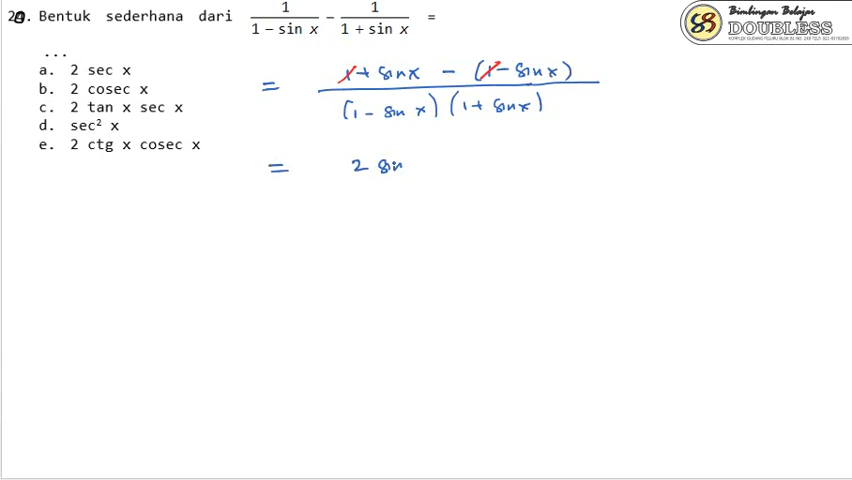 20. Bentuk sederhana dari 1/(1 − sin x) − 1/(1 + sin x) =
...
a. 2 sec x
b. 2 cosec x
c. 2 tan x sec x
d. sec² x
e. 2 ctg x cosec x
= (1 + sin x − (1 − sin x)) / ((1 − sin x)(1 + sin x))
= 2 sin
Bimbingan Belajar
DOUBLESS